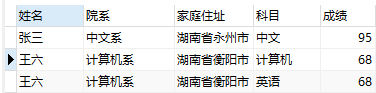 姓名 院系 家庭住址 科目 成绩
张三 中文系 湖南省永州市 中文 95
王六 计算机系 湖南省衡阳市 计算机 68
王六 计算机系 湖南省衡阳市 英语 68